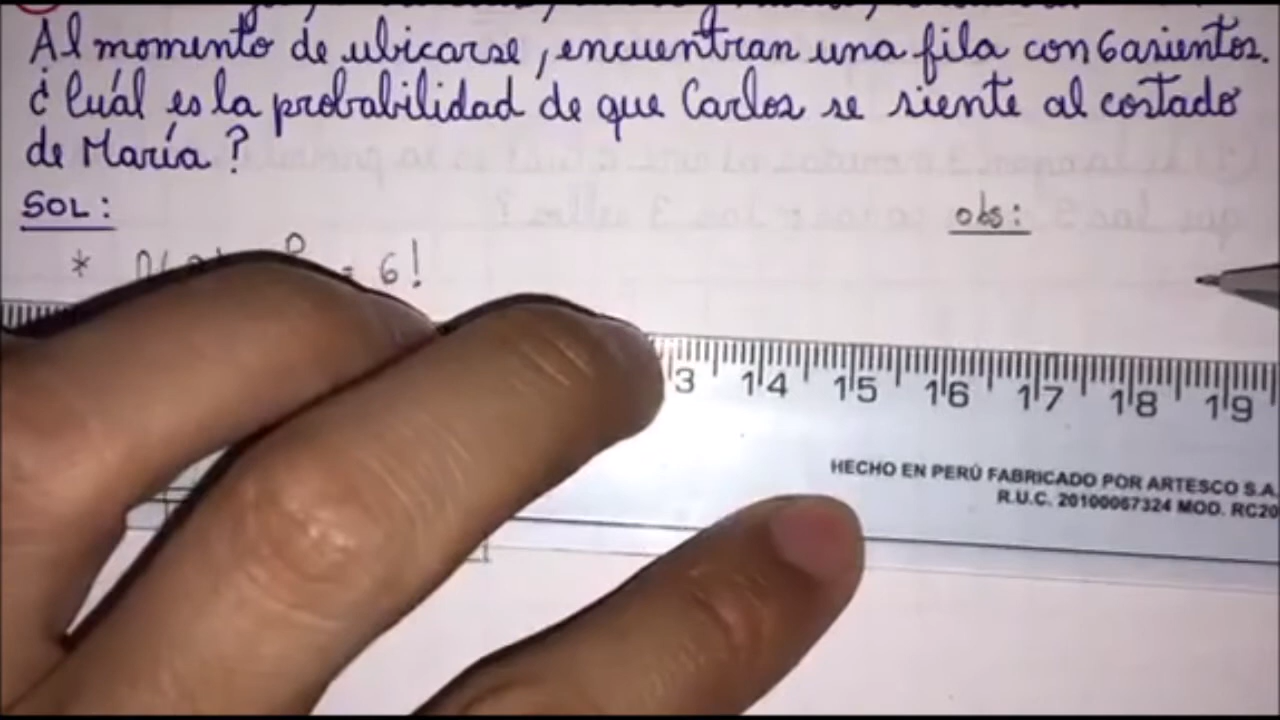 Al momento de ubicarse, encuentran una fila con 6 asientos.
¿Cuál es la probabilidad de que Carlos se siente al costado
de María?
SOL:
obs:
* = 6!
3 14 15 16 17 18 19
HECHO EN PERÚ FABRICADO POR ARTESCO S.A.
R.U.C. 20100067324 MOD. RC20